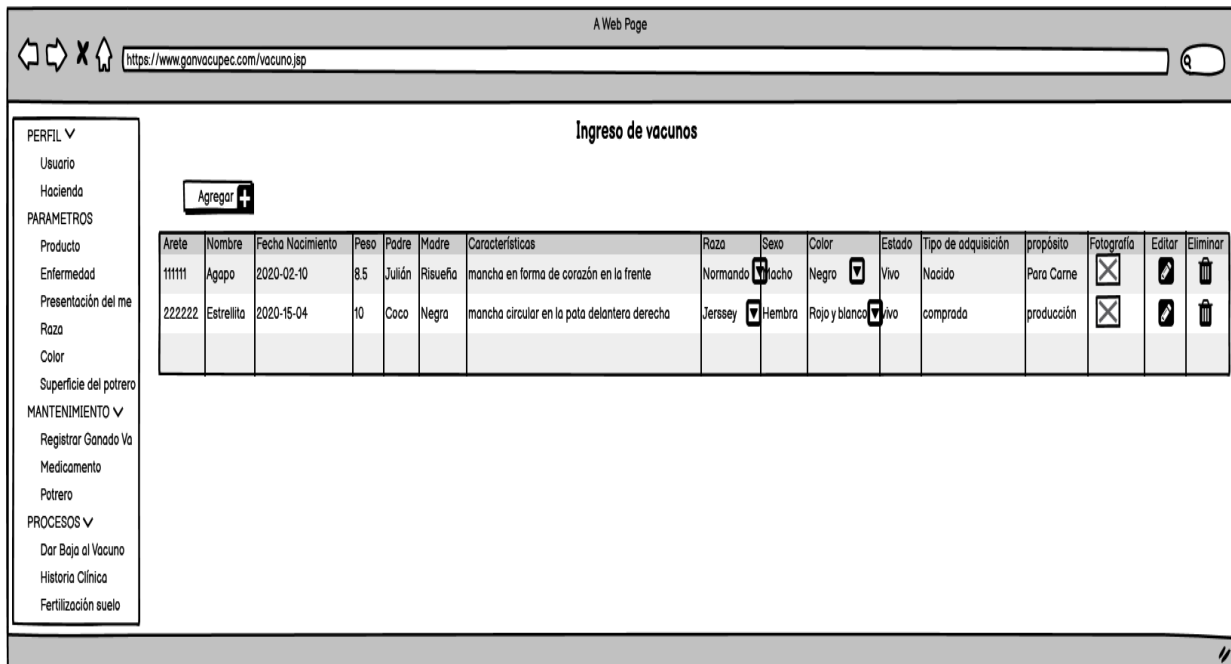 A Web Page
https://www.ganvacupec.com/vacuno.jsp
PERFIL
Usuario
Hacienda
PARAMETROS
Producto
Enfermedad
Presentación del me
Raza
Color
Superficie del potrero
MANTENIMIENTO
Registrar Ganado Va
Medicamento
Potrero
PROCESOS
Dar Baja al Vacuno
Historia Clínica
Fertilización suelo
Ingreso de vacunos
Agregar
Arete Nombre Fecha Nacimiento Peso Padre Madre Características Raza Sexo Color Estado Tipo de adquisición propósito Fotografía Editar Eliminar
111111 Agapo 2020-02-10 8.5 Julián Risueña mancha en forma de corazón en la frente Normando Macho Negro Vivo Nacido Para Carne
222222 Estrellita 2020-15-04 10 Coco Negra mancha circular en la pata delantera derecha Jerssey Hembra Rojo y blanco vivo comprada producción